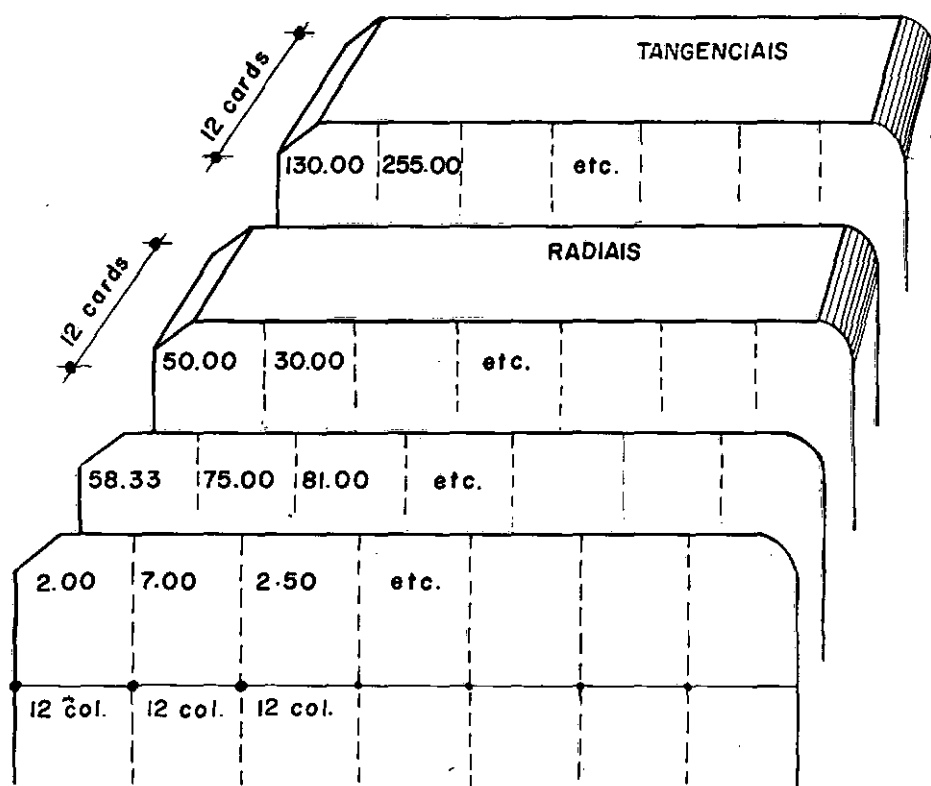 TANGENCIAIS
12 cards
130.00 255.00 etc.
RADIAIS
12 cards
50.00 30.00 etc.
58.33 75.00 81.00 etc.
2.00 7.00 2.50 etc.
12 col. 12 col. 12 col.